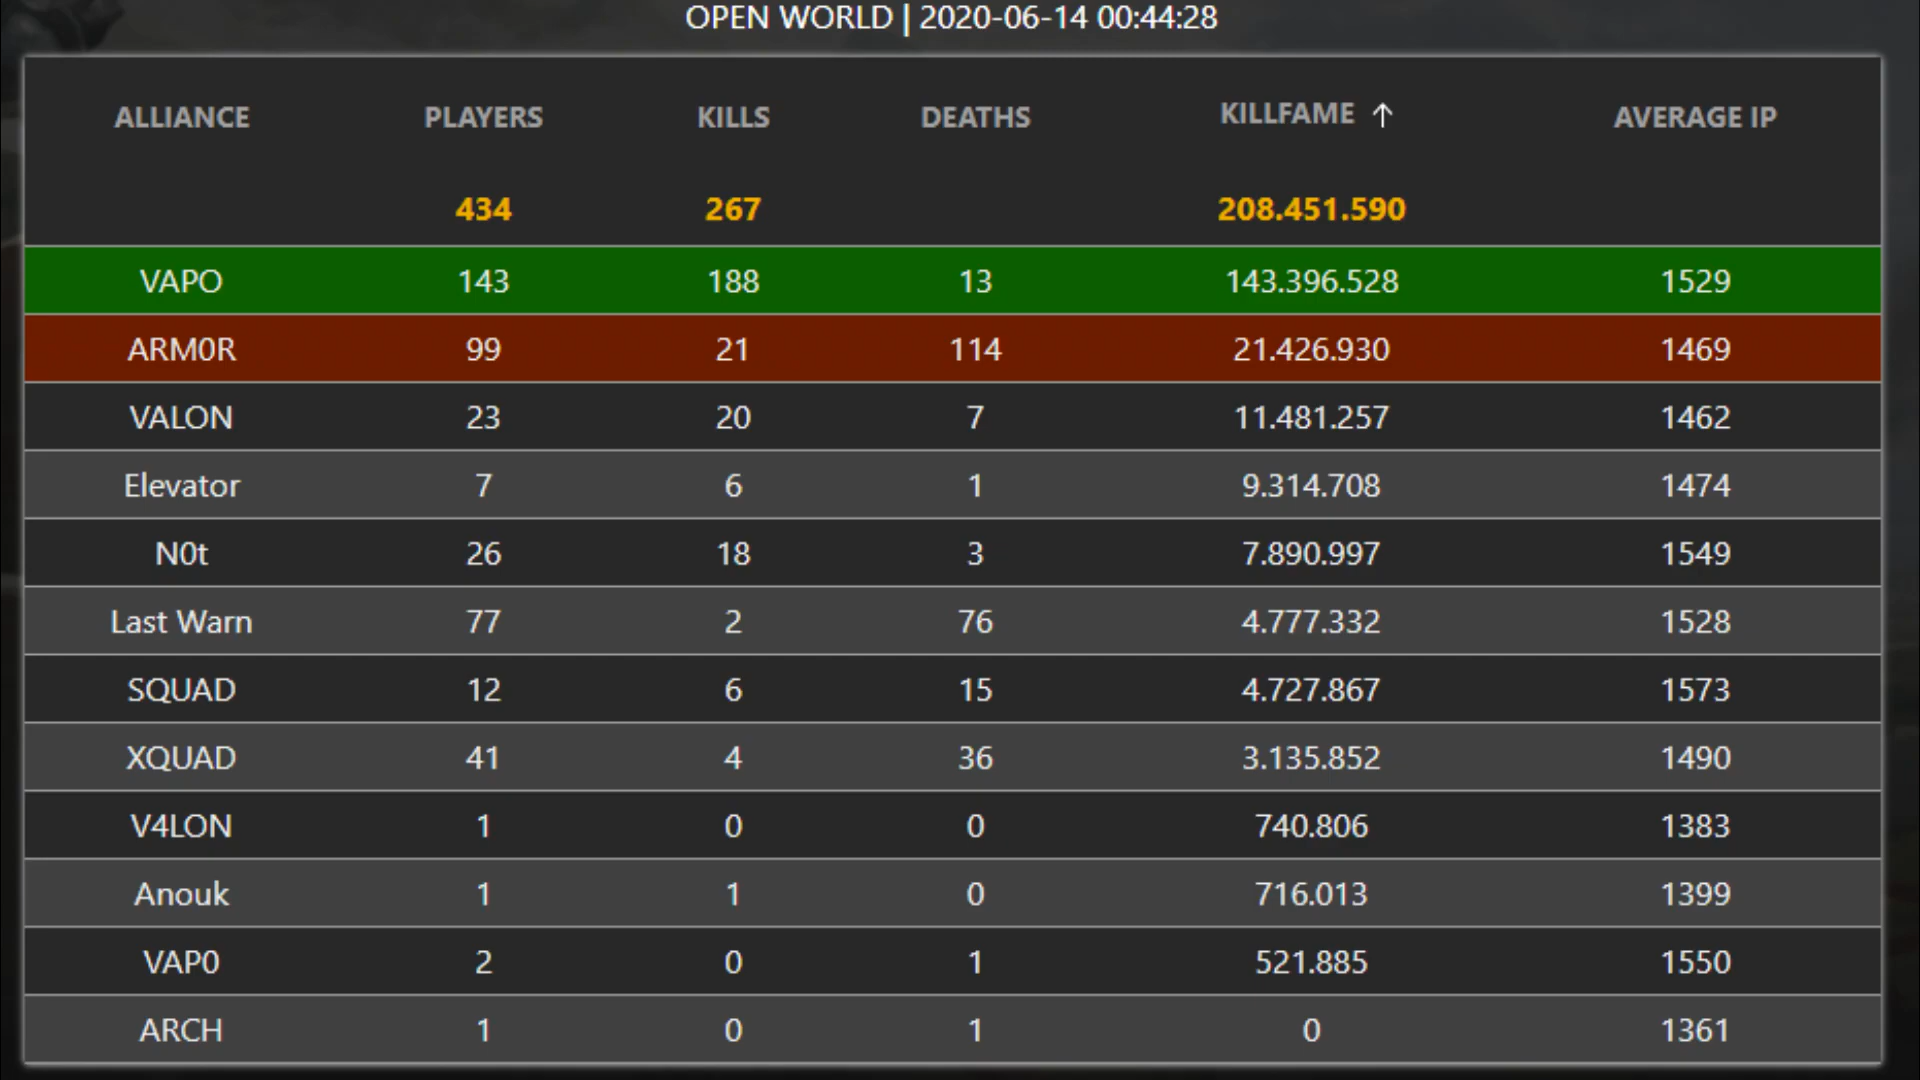 OPEN WORLD | 2020-06-14 00:44:28
ALLIANCE PLAYERS KILLS DEATHS KILLFAME ↑ AVERAGE IP
434 267 208.451.590
VAPO 143 188 13 143.396.528 1529
ARM0R 99 21 114 21.426.930 1469
VALON 23 20 7 11.481.257 1462
Elevator 7 6 1 9.314.708 1474
N0t 26 18 3 7.890.997 1549
Last Warn 77 2 76 4.777.332 1528
SQUAD 12 6 15 4.727.867 1573
XQUAD 41 4 36 3.135.852 1490
V4LON 1 0 0 740.806 1383
Anouk 1 1 0 716.013 1399
VAP0 2 0 1 521.885 1550
ARCH 1 0 1 0 1361